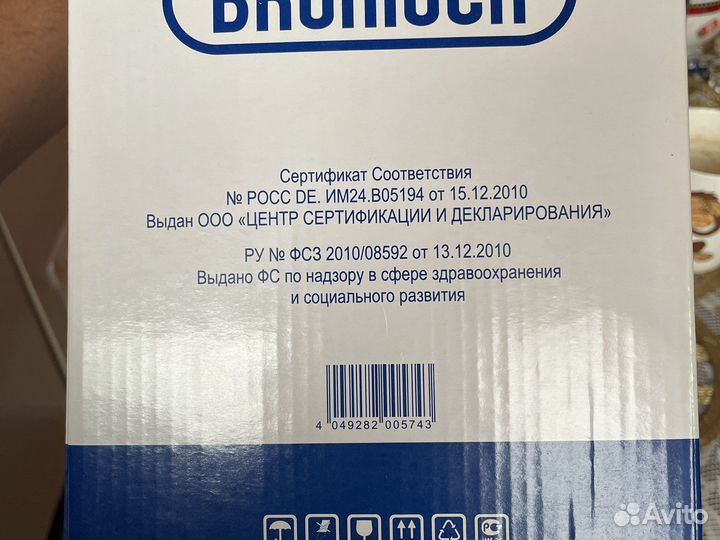 Сертификат Соответствия
№ РОСС DE. ИМ24.В05194 от 15.12.2010
Выдан ООО «ЦЕНТР СЕРТИФИКАЦИИ И ДЕКЛАРИРОВАНИЯ»
РУ № ФСЗ 2010/08592 от 13.12.2010
Выдано ФС по надзору в сфере здравоохранения
и социального развития
4 049282 005743
Avito